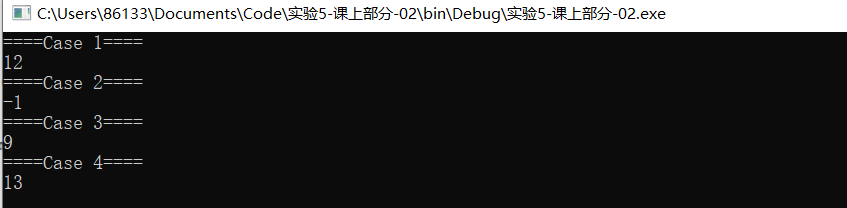 C:\Users\86133\Documents\Code\实验5-课上部分-02\bin\Debug\实验5-课上部分-02.exe
====Case 1====
12
====Case 2====
-1
====Case 3====
9
====Case 4====
13